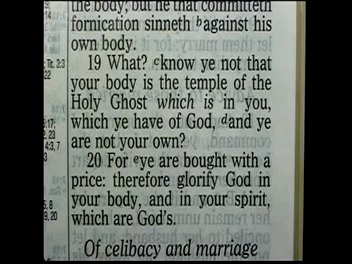 the body; but he that committeth
fornication sinneth b against his
own body.
19 What? c know ye not that
your body is the temple of the
Holy Ghost which is in you,
which ye have of God, d and ye
are not your own?
20 For e ye are bought with a
price: therefore glorify God in
your body, and in your spirit,
which are God's.
Of celibacy and marriage